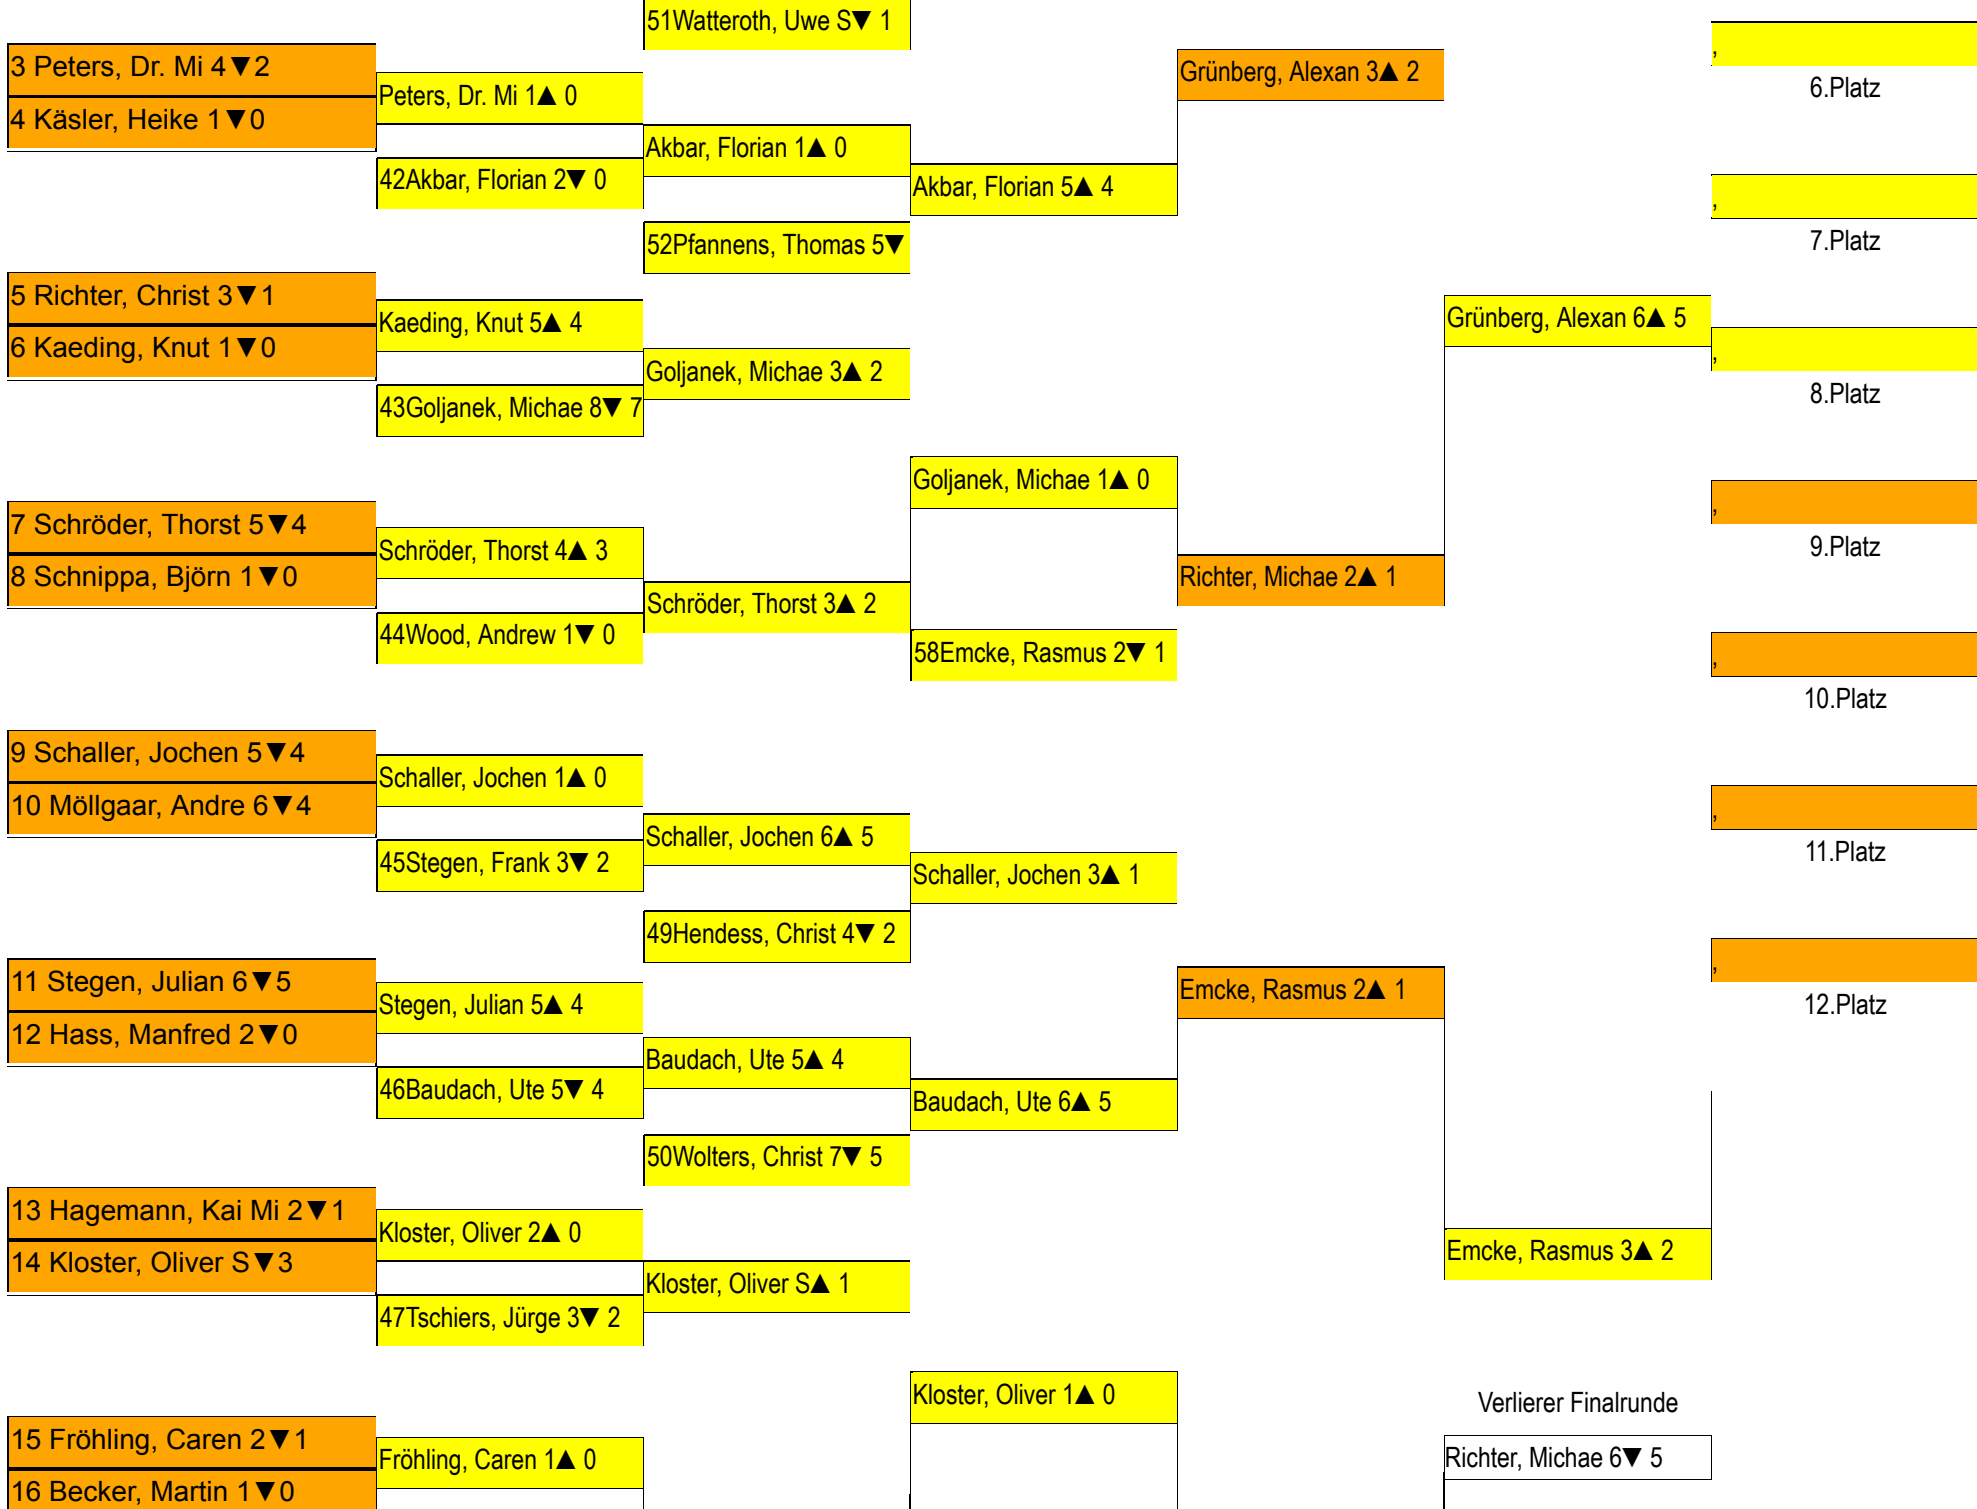 51Watteroth, Uwe S▼ 1
3 Peters, Dr. Mi 4▼2
4 Käsler, Heike 1▼0
Peters, Dr. Mi 1▲ 0
42Akbar, Florian 2▼ 0
Akbar, Florian 1▲ 0
52Pfannens, Thomas 5▼
Akbar, Florian 5▲ 4
Grünberg, Alexan 3▲ 2
,
6.Platz
,
7.Platz
5 Richter, Christ 3▼1
6 Kaeding, Knut 1▼0
Kaeding, Knut 5▲ 4
43Goljanek, Michae 8▼ 7
Goljanek, Michae 3▲ 2
Grünberg, Alexan 6▲ 5
,
8.Platz
7 Schröder, Thorst 5▼4
8 Schnippa, Björn 1▼0
Schröder, Thorst 4▲ 3
44Wood, Andrew 1▼ 0
Schröder, Thorst 3▲ 2
Goljanek, Michae 1▲ 0
58Emcke, Rasmus 2▼ 1
Richter, Michae 2▲ 1
,
9.Platz
,
10.Platz
9 Schaller, Jochen 5▼4
10 Möllgaar, Andre 6▼4
Schaller, Jochen 1▲ 0
45Stegen, Frank 3▼ 2
Schaller, Jochen 6▲ 5
49Hendess, Christ 4▼ 2
Schaller, Jochen 3▲ 1
,
11.Platz
11 Stegen, Julian 6▼5
12 Hass, Manfred 2▼0
Stegen, Julian 5▲ 4
46Baudach, Ute 5▼ 4
Baudach, Ute 5▲ 4
50Wolters, Christ 7▼ 5
Baudach, Ute 6▲ 5
Emcke, Rasmus 2▲ 1
,
12.Platz
13 Hagemann, Kai Mi 2▼1
14 Kloster, Oliver S▼3
Kloster, Oliver 2▲ 0
47Tschiers, Jürge 3▼ 2
Kloster, Oliver S▲ 1
Emcke, Rasmus 3▲ 2
15 Fröhling, Caren 2▼1
16 Becker, Martin 1▼0
Fröhling, Caren 1▲ 0
Kloster, Oliver 1▲ 0
Verlierer Finalrunde
Richter, Michae 6▼ 5